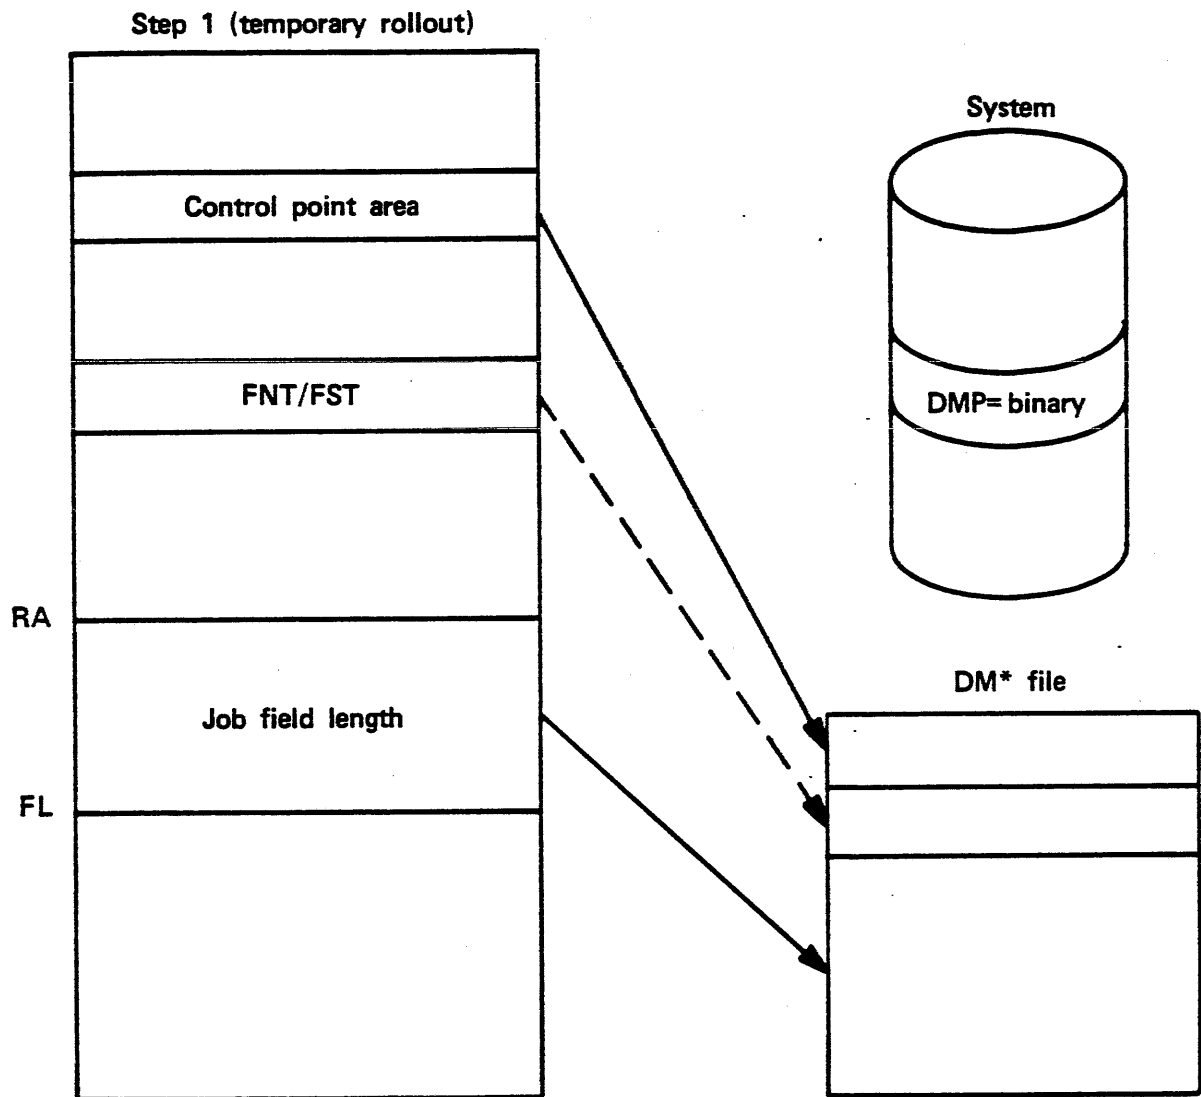 Step 1 (temporary rollout)
System
Control point area
FNT/FST
DMP= binary
RA
DM* file
Job field length
FL